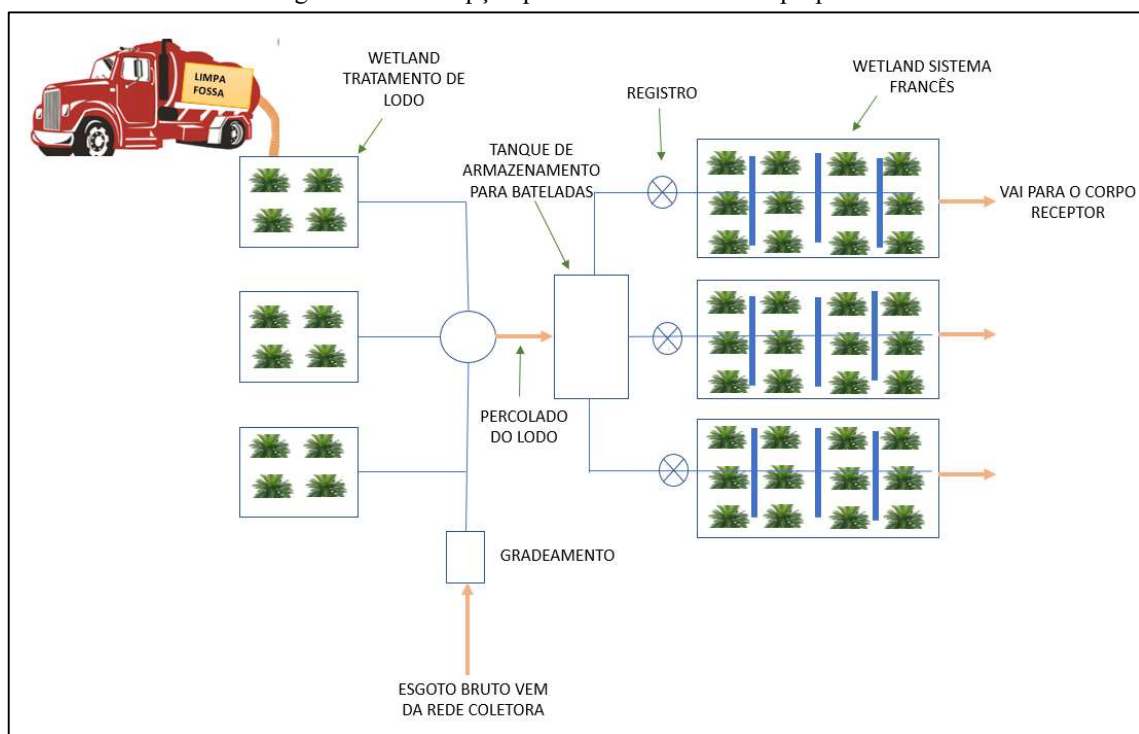 LIMPA
FOSSA
WETLAND
TRATAMENTO DE
LODO
REGISTRO
WETLAND SISTEMA
FRANCÊS
TANQUE DE
ARMAZENAMENTO
PARA BATELADAS
VAI PARA O CORPO
RECEPTOR
PERCOLADO
DO LODO
GRADEAMENTO
ESGOTO BRUTO VEM
DA REDE COLETORA